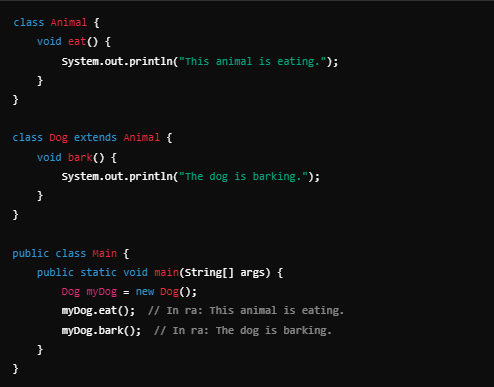 class Animal {
    void eat() {
        System.out.println("This animal is eating.");
    }
}

class Dog extends Animal {
    void bark() {
        System.out.println("The dog is barking.");
    }
}

public class Main {
    public static void main(String[] args) {
        Dog myDog = new Dog();
        myDog.eat();  // In ra: This animal is eating.
        myDog.bark();  // In ra: The dog is barking.
    }
}